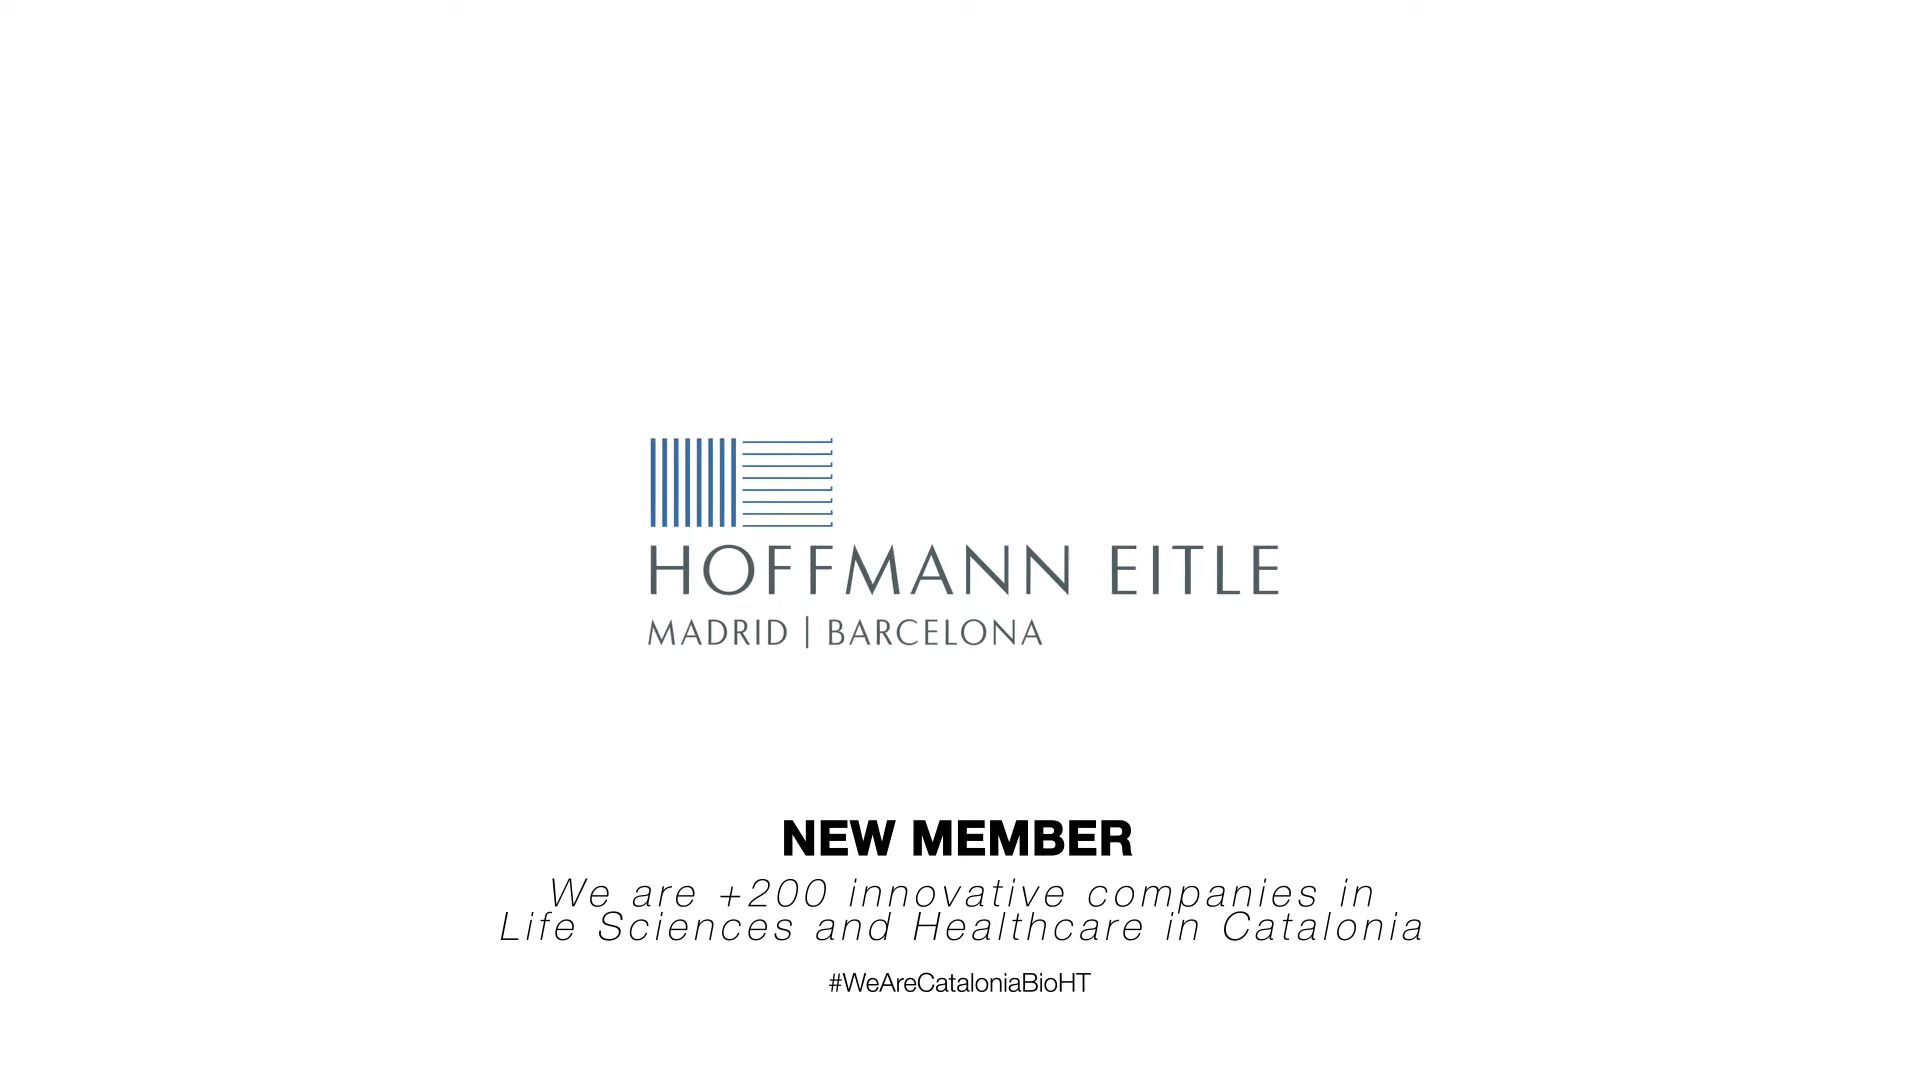 HOFFMANN EITLE
MADRID | BARCELONA
NEW MEMBER
We are +200 innovative companies in
Life Sciences and Healthcare in Catalonia
#WeAreCataloniaBioHT